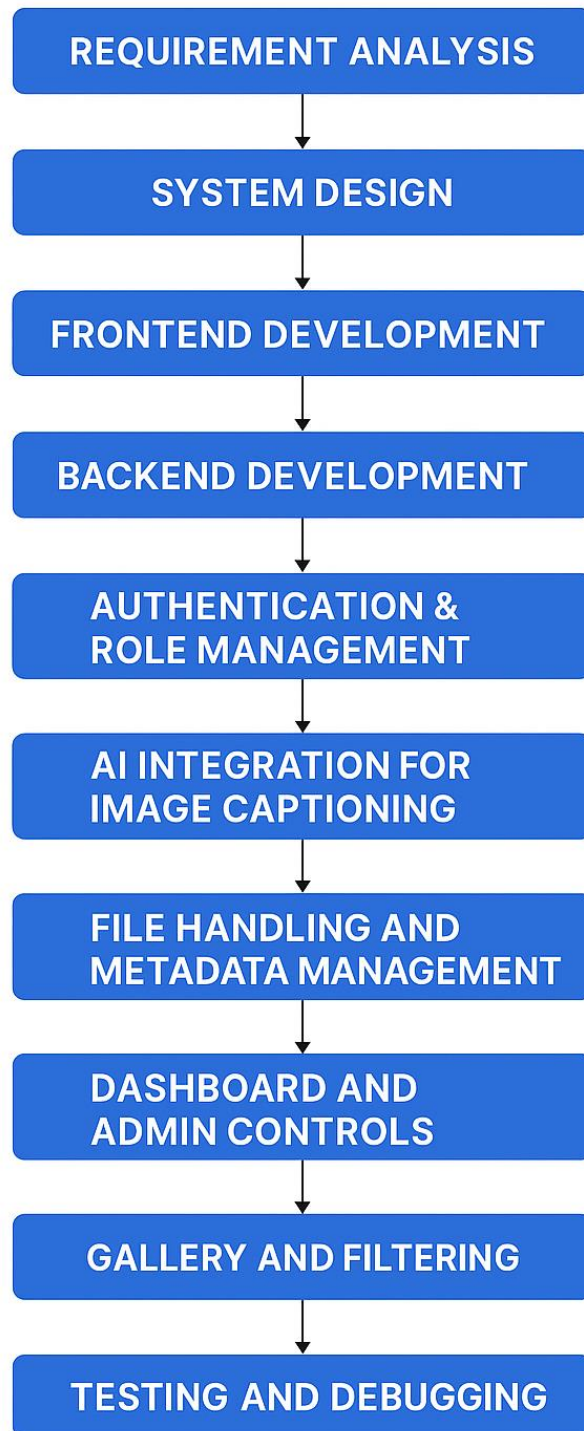 REQUIREMENT ANALYSIS
SYSTEM DESIGN
FRONTEND DEVELOPMENT
BACKEND DEVELOPMENT
AUTHENTICATION &
ROLE MANAGEMENT
AI INTEGRATION FOR
IMAGE CAPTIONING
FILE HANDLING AND
METADATA MANAGEMENT
DASHBOARD AND
ADMIN CONTROLS
GALLERY AND FILTERING
TESTING AND DEBUGGING